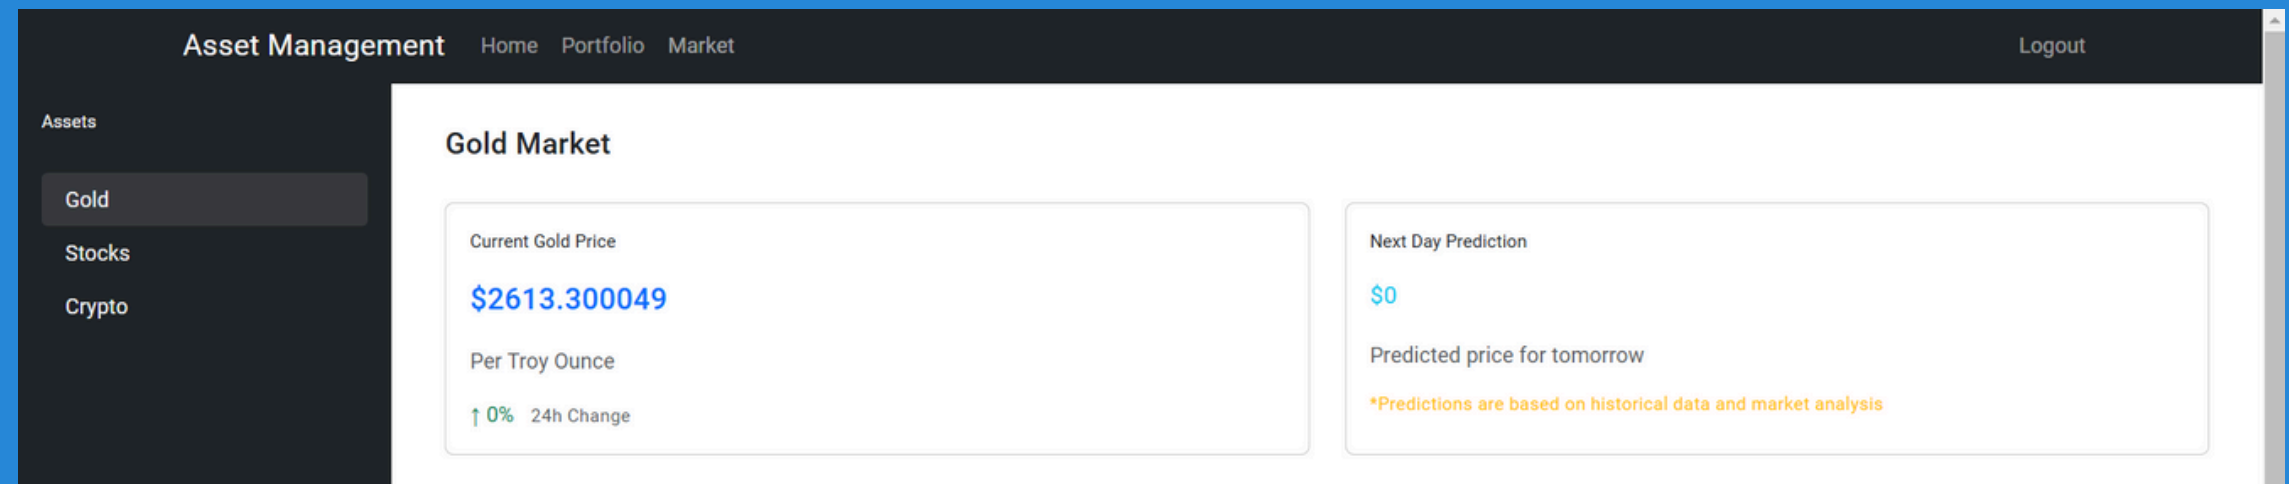 Asset Management Home Portfolio Market Logout
Assets
Gold
Stocks
Crypto
Gold Market
Current Gold Price
$2613.300049
Per Troy Ounce
↑ 0% 24h Change
Next Day Prediction
$0
Predicted price for tomorrow
*Predictions are based on historical data and market analysis